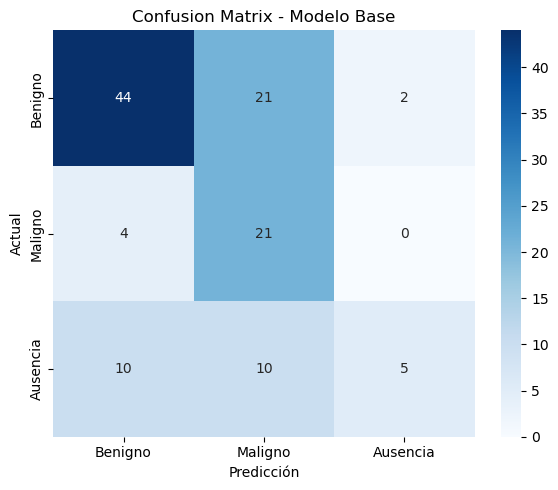 Confusion Matrix - Modelo Base
Actual
Benigno 44 21 2
Maligno 4 21 0
Ausencia 10 10 5
Benigno Maligno Ausencia
Predicción
40
35
30
25
20
15
10
5
0